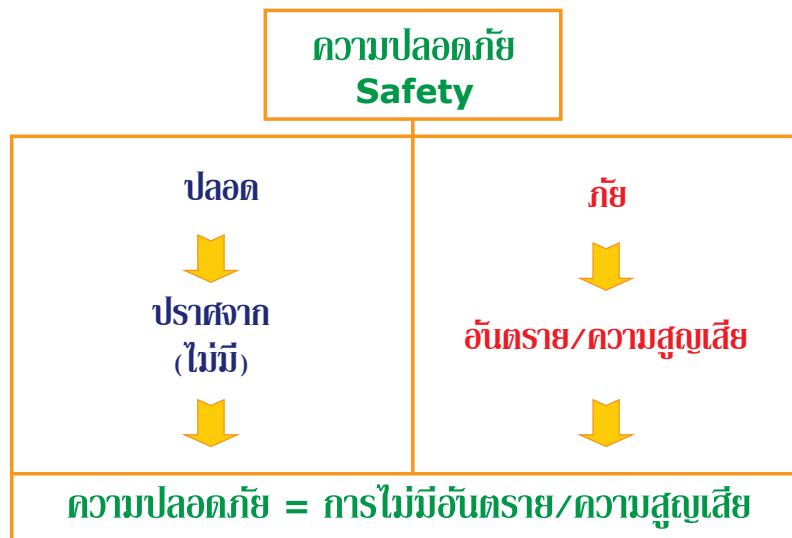 ความปลอดภัย
Safety
ปลอด
ปราศจาก
(ไม่มี)
ภัย
อันตราย/ความสูญเสีย
ความปลอดภัย = การไม่มีอันตราย/ความสูญเสีย